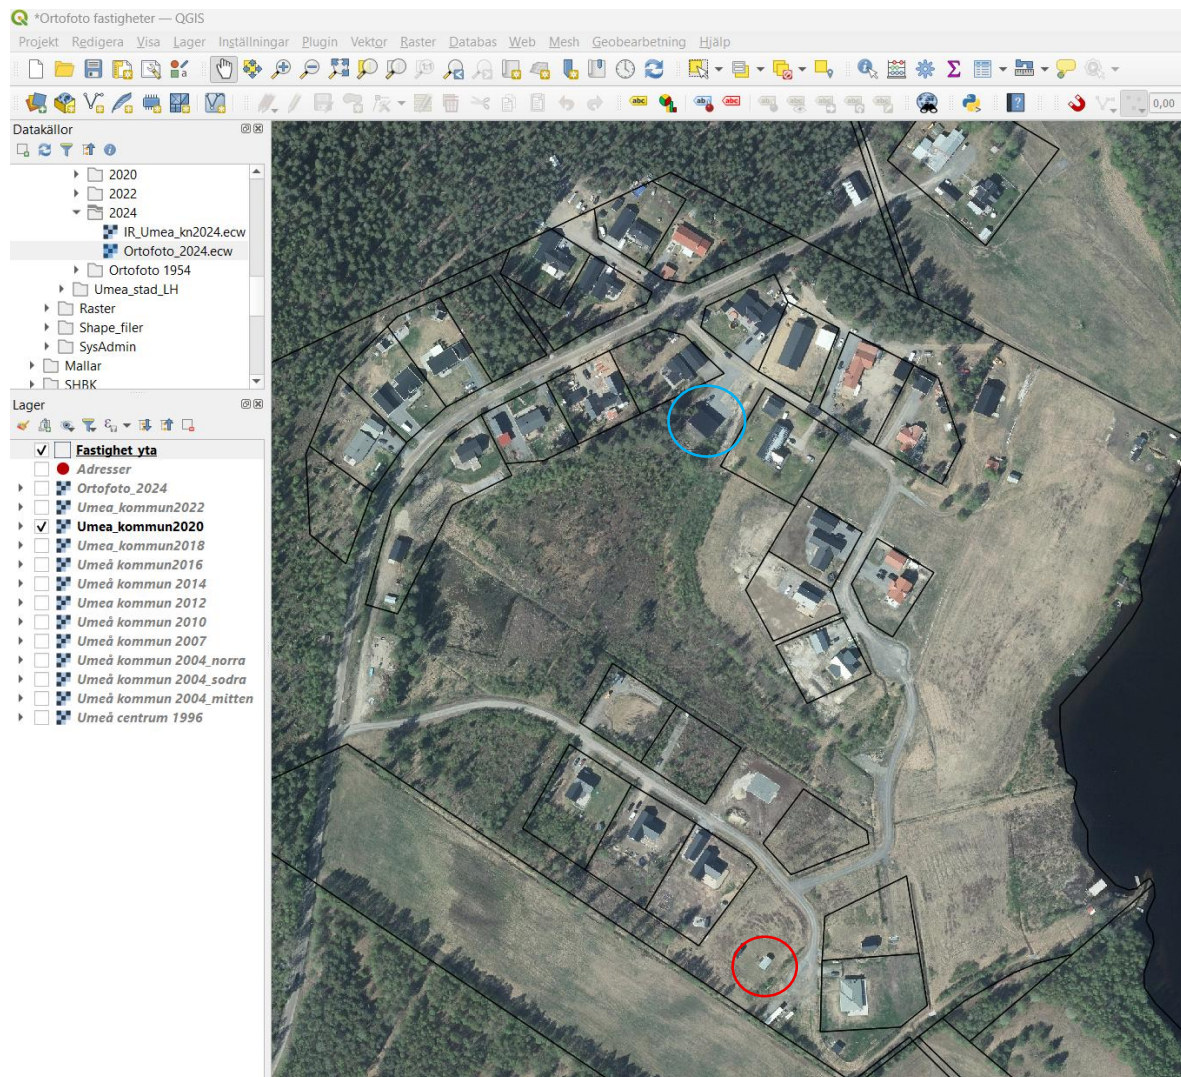 *Ortofoto fastigheter — QGIS
Projekt Redigera Visa Lager Inställningar Plugin Vektor Raster Databas Web Mesh Geobearbetning Hjälp
0,00
Datakällor
2020
2022
2024
IR_Umea_kn2024.ecw
Ortofoto_2024.ecw
Ortofoto 1954
Umea_stad_LH
Raster
Shape_filer
SysAdmin
Mallar
SHBK
Lager
Fastighet_yta
Adresser
Ortofoto_2024
Umea_kommun2022
Umea_kommun2020
Umea_kommun2018
Umeå kommun2016
Umeå kommun 2014
Umea kommun 2012
Umeå kommun 2010
Umeå kommun 2007
Umeå kommun 2004_norra
Umeå kommun 2004_sodra
Umeå kommun 2004_mitten
Umeå centrum 1996